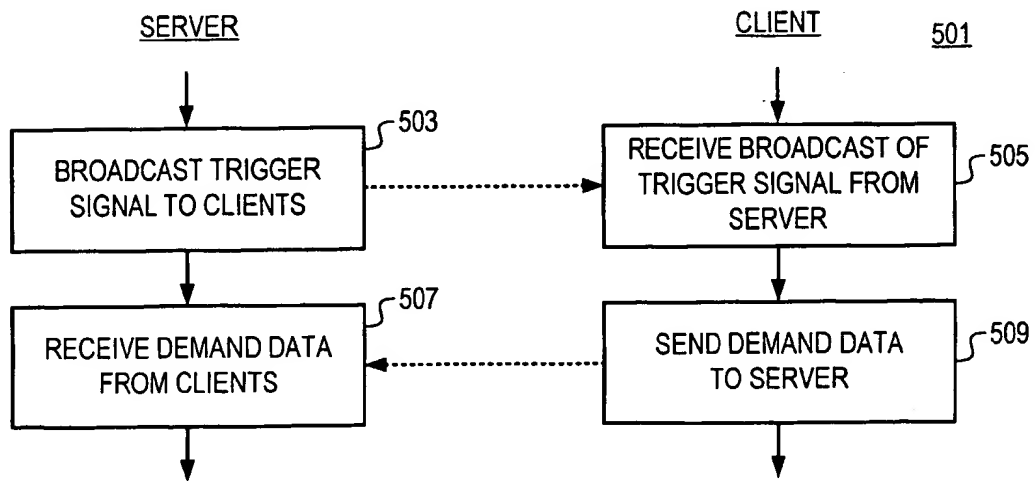 SERVER
CLIENT
501
BROADCAST TRIGGER
SIGNAL TO CLIENTS
503
RECEIVE BROADCAST OF
TRIGGER SIGNAL FROM
SERVER
505
RECEIVE DEMAND DATA
FROM CLIENTS
507
SEND DEMAND DATA
TO SERVER
509